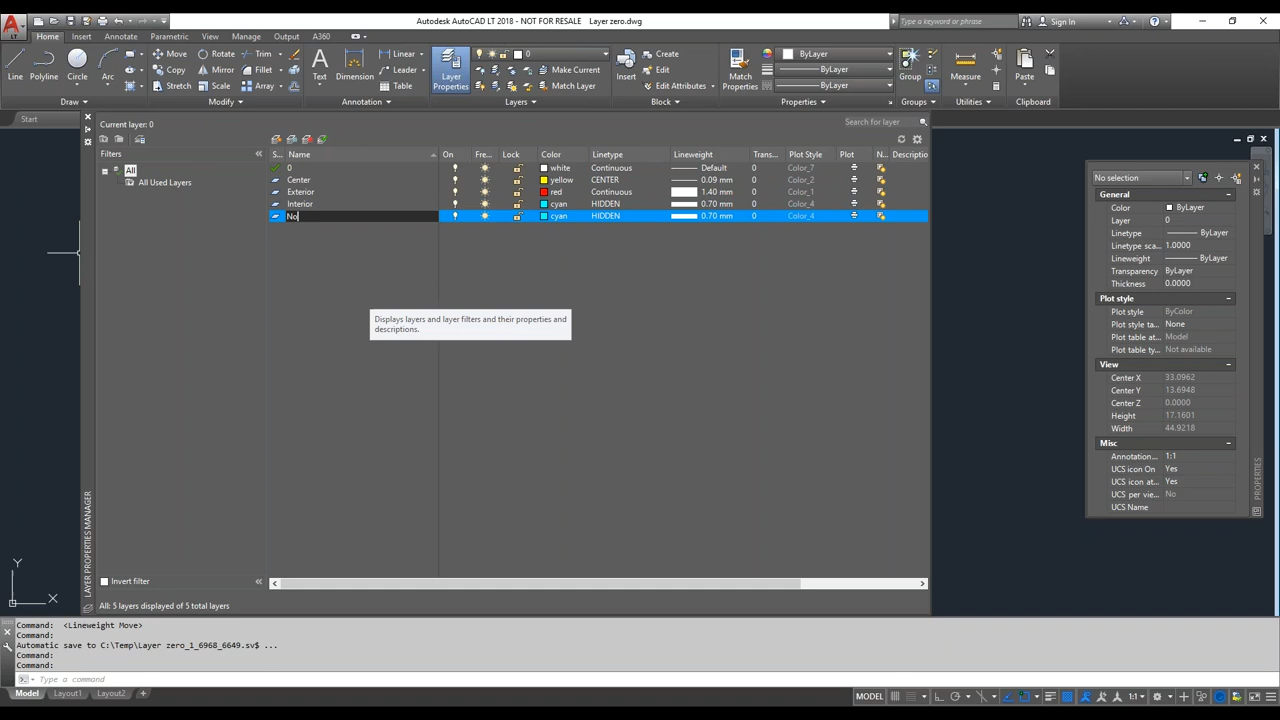 Autodesk AutoCAD LT 2018 - NOT FOR RESALE Layer zero.dwg
Type a keyword or phrase
Sign In
LT
Home Insert Annotate Parametric View Manage Output A360
Line
Polyline
Circle
Arc
Move
Rotate
Trim
Copy
Mirror
Fillet
Stretch
Scale
Array
Text
Dimension
Linear
Leader
Table
Layer
Properties
0
Make Current
Match Layer
Insert
Create
Edit
Edit Attributes
Match
Properties
ByLayer
ByLayer
ByLayer
Group
Measure
Paste
Draw Modify Annotation Layers Block Properties Groups Utilities Clipboard
Start
Current layer: 0
Search for layer
Filters
All
All Used Layers
S... Name On Fre... Lock Color Linetype Lineweight Trans... Plot Style Plot N... Descriptio
0 white Continuous Default 0 Color_7
Center yellow CENTER 0.09 mm 0 Color_2
Exterior red Continuous 1.40 mm 0 Color_1
Interior cyan HIDDEN 0.70 mm 0 Color_4
No cyan HIDDEN 0.70 mm 0 Color_4
Displays layers and layer filters and their properties and
descriptions.
Invert filter
All: 5 layers displayed of 5 total layers
LAYER PROPERTIES MANAGER
No selection
General
Color ByLayer
Layer 0
Linetype ByLayer
Linetype sca... 1.0000
Lineweight ByLayer
Transparency ByLayer
Thickness 0.0000
Plot style
Plot style ByColor
Plot style ta... None
Plot table at... Model
Plot table ty... Not available
View
Center X 33.0962
Center Y 13.6948
Center Z 0.0000
Height 17.1601
Width 44.9218
Misc
Annotation... 1:1
UCS icon On Yes
UCS icon at... Yes
UCS per vie... No
UCS Name
PROPERTIES
Y
X
Command: <Lineweight Move>
Command:
Automatic save to C:\Temp\Layer zero_1_6968_6649.sv$ ...
Command:
Command:
Type a command
Model Layout1 Layout2 +
MODEL
1:1